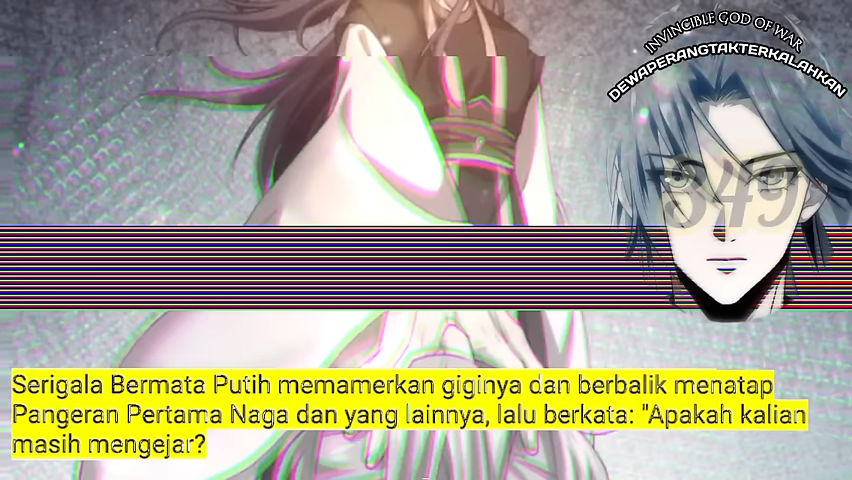 INVINCIBLE GOD OF WAR
DEWAPERANGTAKTERKALAHKAN
349
Serigala Bermata Putih memamerkan giginya dan berbalik menatap
Pangeran Pertama Naga dan yang lainnya, lalu berkata: "Apakah kalian
masih mengejar?